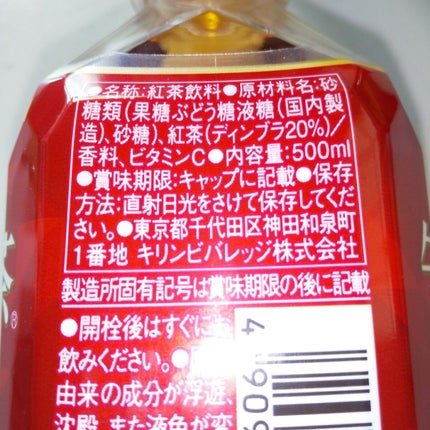 ●名称:紅茶飲料●原材料名:砂
糖類(果糖ぶどう糖液糖(国内製
造)、砂糖)、紅茶(ディンブラ20%)/
香料、ビタミンC●内容量:500ml
●賞味期限:キャップに記載●保存
方法:直射日光をさけて保存してくだ
さい。●東京都千代田区神田和泉町
1番地 キリンビバレッジ株式会社
製造所固有記号は賞味期限の後に記載
●開栓後はすぐにお
飲みください。●
由来の成分が浮遊、
沈殿、また液色が変
茶®
4 909